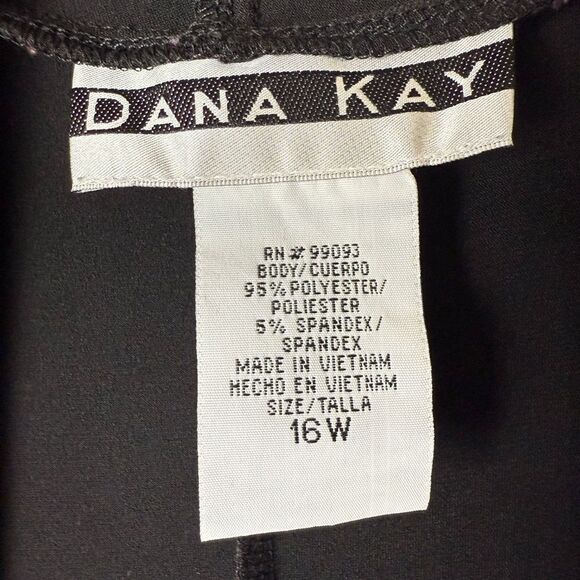 DANA KAY
RN # 99093
BODY/CUERPO
95% POLYESTER/
POLIESTER
5% SPANDEX/
SPANDEX
MADE IN VIETNAM
HECHO EN VIETNAM
SIZE/TALLA
16W